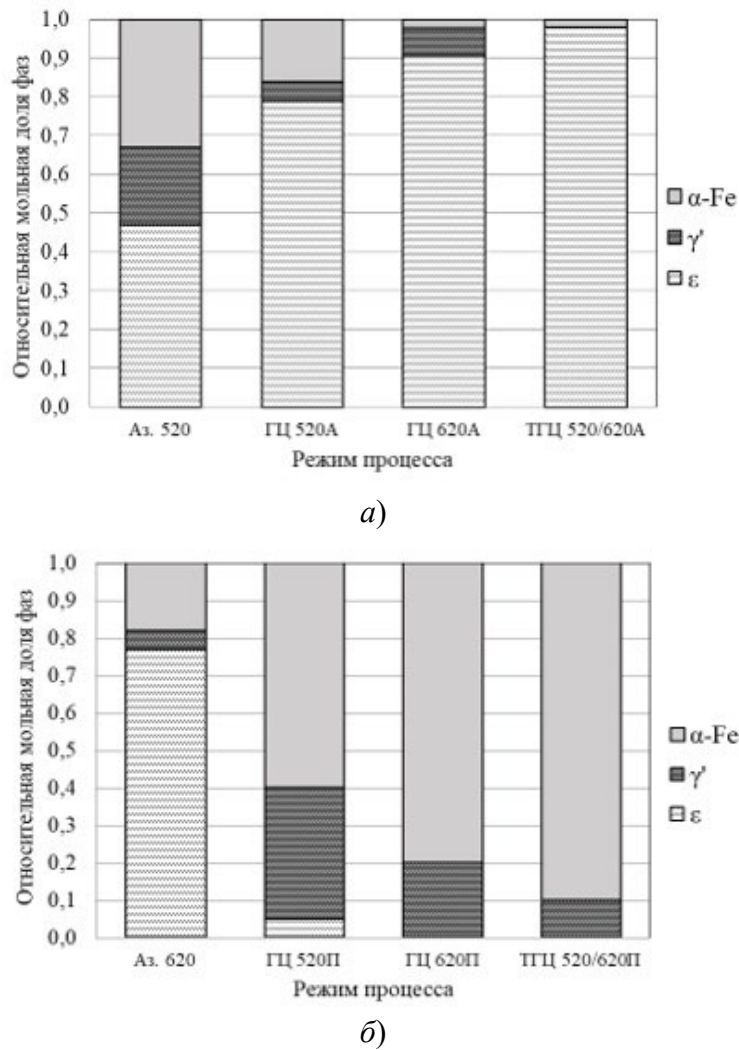 Относительная мольная доля фаз
1,0
0,9
0,8
0,7
0,6
0,5
0,4
0,3
0,2
0,1
0,0
Аз. 520 ГЦ 520А ГЦ 620А ТГЦ 520/620А
Режим процесса
α-Fe
γ'
ε
а)
Относительная мольная доля фаз
1,0
0,9
0,8
0,7
0,6
0,5
0,4
0,3
0,2
0,1
0,0
Аз. 620 ГЦ 520П ГЦ 620П ТГЦ 520/620П
Режим процесса
α-Fe
γ'
ε
б)